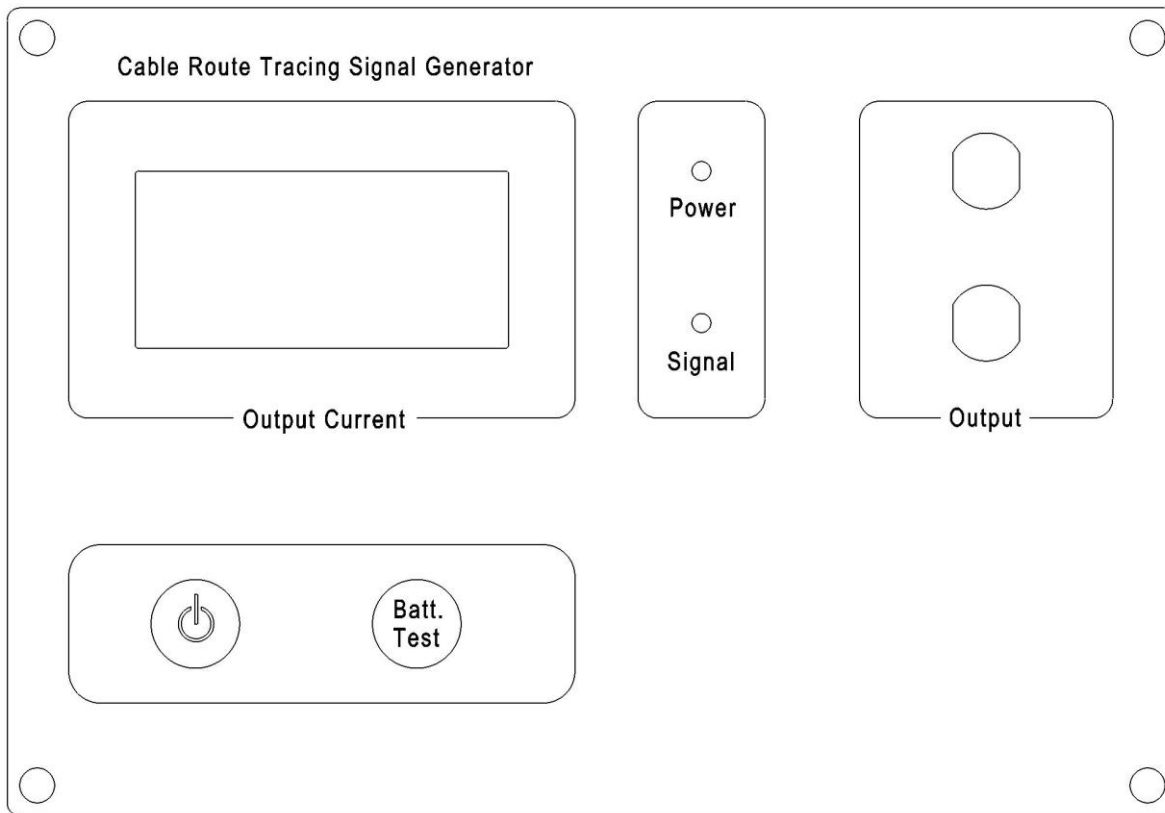 Cable Route Tracing Signal Generator
Power
Signal
Output Current
Output
Batt.
Test